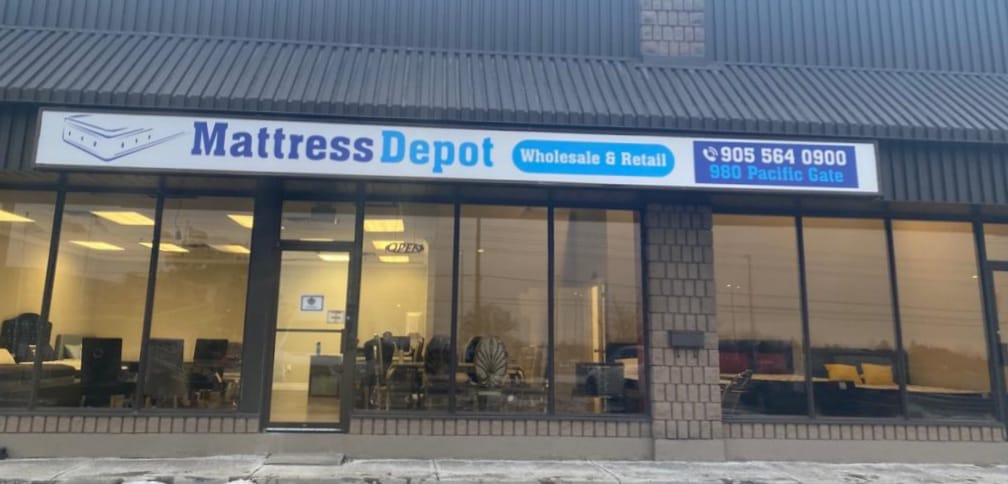 Mattress Depot
Wholesale & Retail
905 564 0900
980 Pacific Gate
OPEN